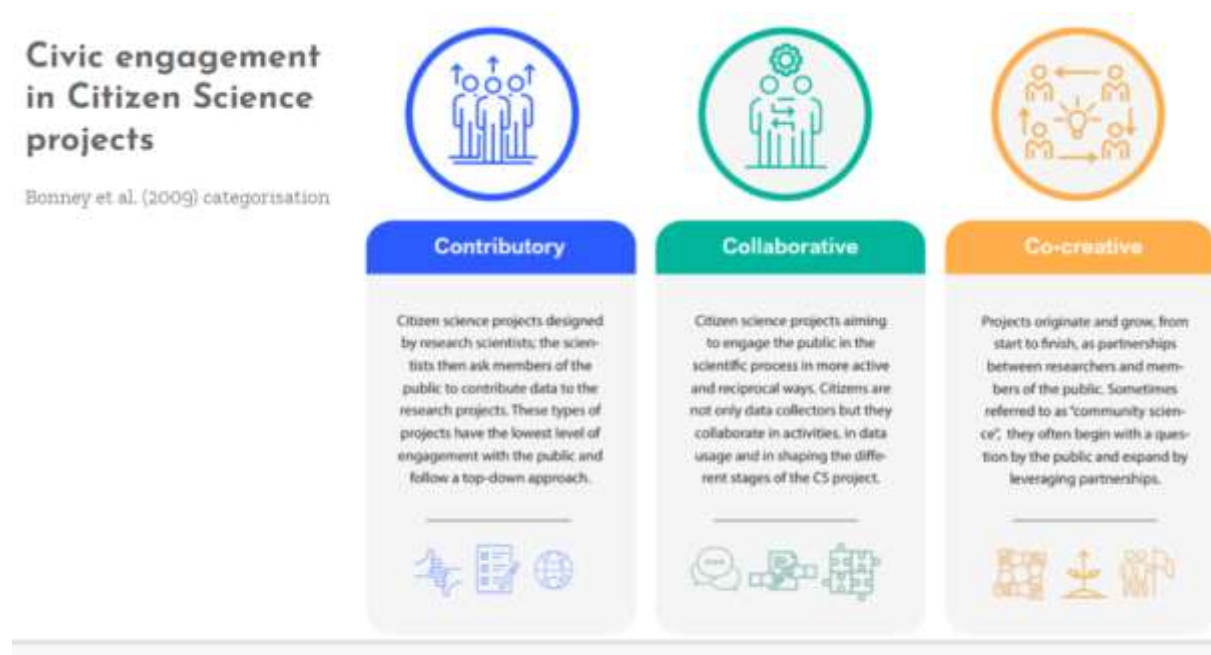 Civic engagement
in Citizen Science
projects
Bonney et al. (2009) categorisation
Contributory
Citizen science projects designed
by research scientists; the scien-
tists then ask members of the
public to contribute data to the
research projects. These types of
projects have the lowest level of
engagement with the public and
follow a top-down approach.
Collaborative
Citizen science projects aiming
to engage the public in the
scientific process in more active
and reciprocal ways. Citizens are
not only data collectors but they
collaborate in activities, in data
usage and in shaping the diffe-
rent stages of the CS project.
Co-creative
Projects originate and grow, from
start to finish, as partnerships
between researchers and mem-
bers of the public. Sometimes
referred to as "community scien-
ce", they often begin with a ques-
tion by the public and expand by
leveraging partnerships.